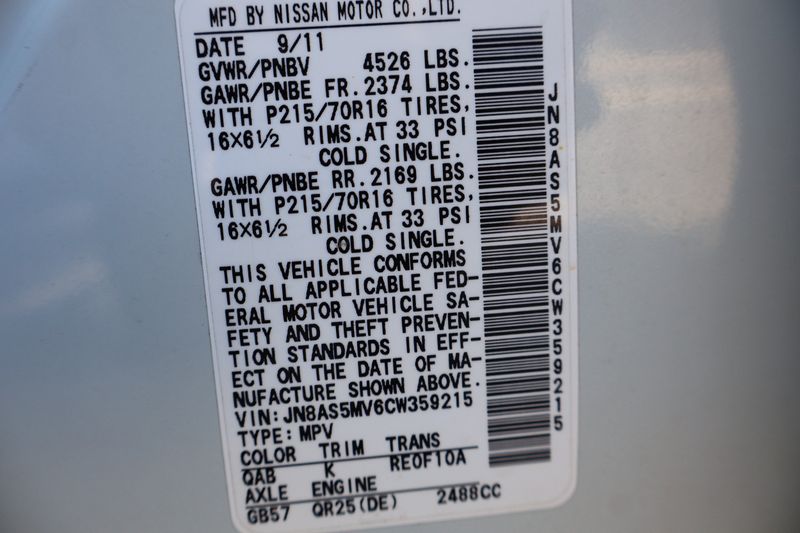 MFD BY NISSAN MOTOR CO.,LTD.
DATE 9/11
GVWR/PNBV 4526 LBS.
GAWR/PNBE FR.2374 LBS.
WITH P215/70R16 TIRES,
16X6½ RIMS.AT 33 PSI
COLD SINGLE.
GAWR/PNBE RR.2169 LBS.
WITH P215/70R16 TIRES,
16X6½ RIMS.AT 33 PSI
COLD SINGLE.
THIS VEHICLE CONFORMS
TO ALL APPLICABLE FED-
ERAL MOTOR VEHICLE SA-
FETY AND THEFT PREVEN-
TION STANDARDS IN EFF-
ECT ON THE DATE OF MA-
NUFACTURE SHOWN ABOVE.
VIN:JN8AS5MV6CW359215
TYPE:MPV
COLOR TRIM TRANS
QAB K RE0F10A
AXLE ENGINE
GB57 QR25(DE) 2488CC
JN8AS5MV6CW359215